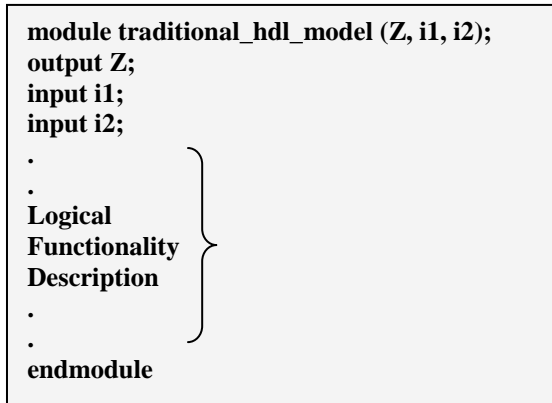 module traditional_hdl_model (Z, i1, i2);
output Z;
input i1;
input i2;
.
.
Logical
Functionality
Description
.
.
endmodule